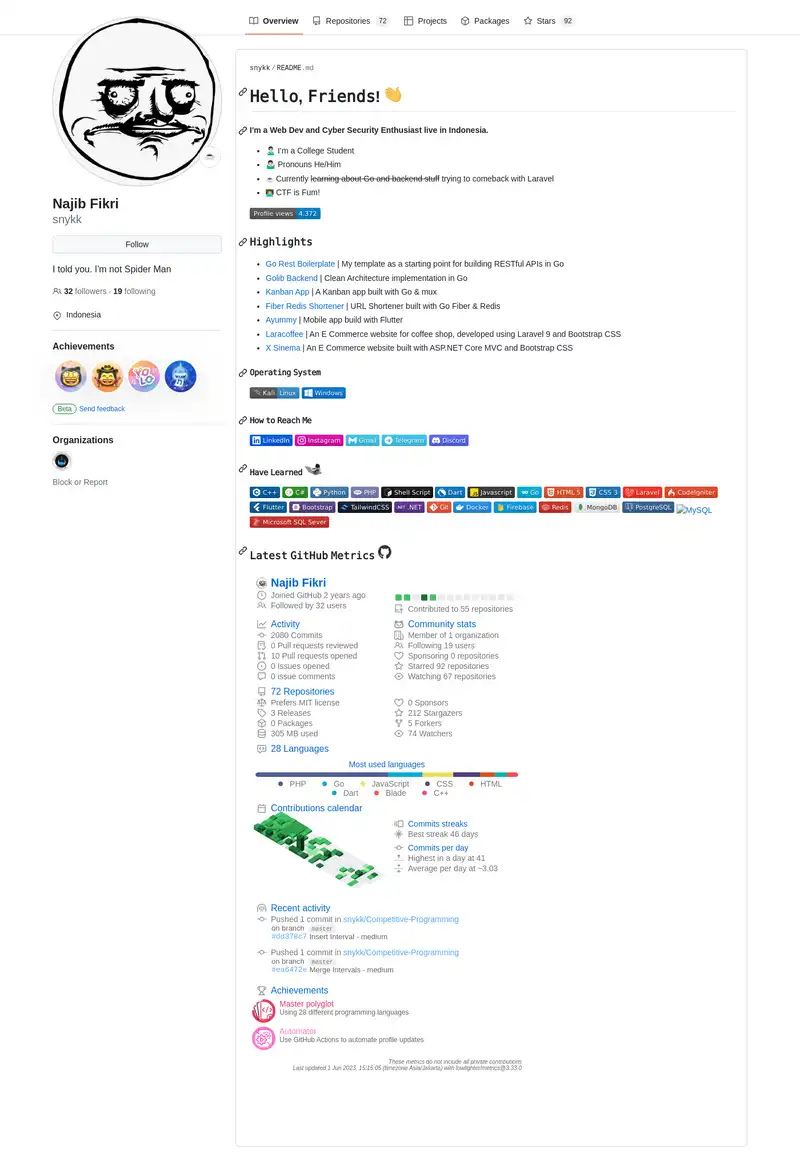 Overview Repositories 72 Projects Packages Stars 92
Najib Fikri
snykk
Follow
I told you. I'm not Spider Man
32 followers · 19 following
Indonesia
Achievements
YOLO
Beta Send feedback
Organizations
Block or Report
snykk / README.md
Hello, Friends! 👋
I'm a Web Dev and Cyber Security Enthusiast live in Indonesia.
I'm a College Student
Pronouns He/Him
Currently learning about Go and backend stuff trying to comeback with Laravel
CTF is Fum!
Profile views 4.372
Highlights
Go Rest Boilerplate | My template as a starting point for building RESTful APIs in Go
Golib Backend | Clean Architecture implementation in Go
Kanban App | A Kanban app built with Go & mux
Fiber Redis Shortener | URL Shortener built with Go Fiber & Redis
Ayummy | Mobile app build with Flutter
Laracoffee | An E Commerce website for coffee shop, developed using Laravel 9 and Bootstrap CSS
X Sinema | An E Commerce website built with ASP.NET Core MVC and Bootstrap CSS
Operating System
Kali Linux Windows
How to Reach Me
LinkedIn Instagram Gmail Telegram Discord
Have Learned
C++ C# Python PHP Shell Script Dart Javascript Go HTML 5 CSS 3 Laravel CodeIgniter
Flutter Bootstrap TailwindCSS .NET Git Docker Firebase Redis MongoDB PostgreSQL MySQL
Microsoft SQL Sever
Latest GitHub Metrics
Najib Fikri
Joined GitHub 2 years ago
Followed by 32 users
Contributed to 55 repositories
Activity
2080 Commits
0 Pull requests reviewed
10 Pull requests opened
0 Issues opened
0 issue comments
Community stats
Member of 1 organization
Following 19 users
Sponsoring 0 repositories
Starred 92 repositories
Watching 67 repositories
72 Repositories
Prefers MIT license
3 Releases
0 Packages
305 MB used
0 Sponsors
212 Stargazers
5 Forkers
74 Watchers
28 Languages
Most used languages
PHP Go JavaScript CSS HTML
Dart Blade C++
Contributions calendar
Commits streaks
Best streak 46 days
Commits per day
Highest in a day at 41
Average per day at ~3.03
Recent activity
Pushed 1 commit in snykk/Competitive-Programming
on branch master
#dd378c7 Insert Interval - medium
Pushed 1 commit in snykk/Competitive-Programming
on branch master
#ea6472e Merge Intervals - medium
Achievements
Master polyglot
Using 28 different programming languages
Automator
Use GitHub Actions to automate profile updates
These metrics do not include all private contributions
Last updated 1 Jun 2023, 15:16:05 (timezone Asia/Jakarta) with lowlighter/metrics@3.33.0